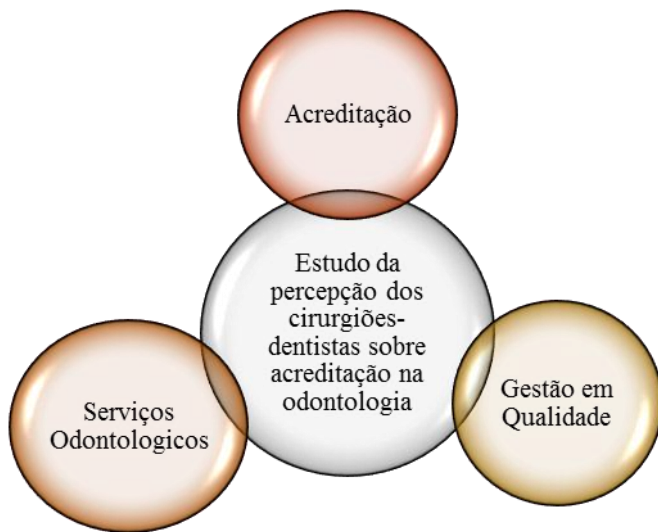 Acreditação
Estudo da
percepção dos
cirurgiões-
dentistas sobre
acreditação na
odontologia
Serviços
Odontologicos
Gestão em
Qualidade